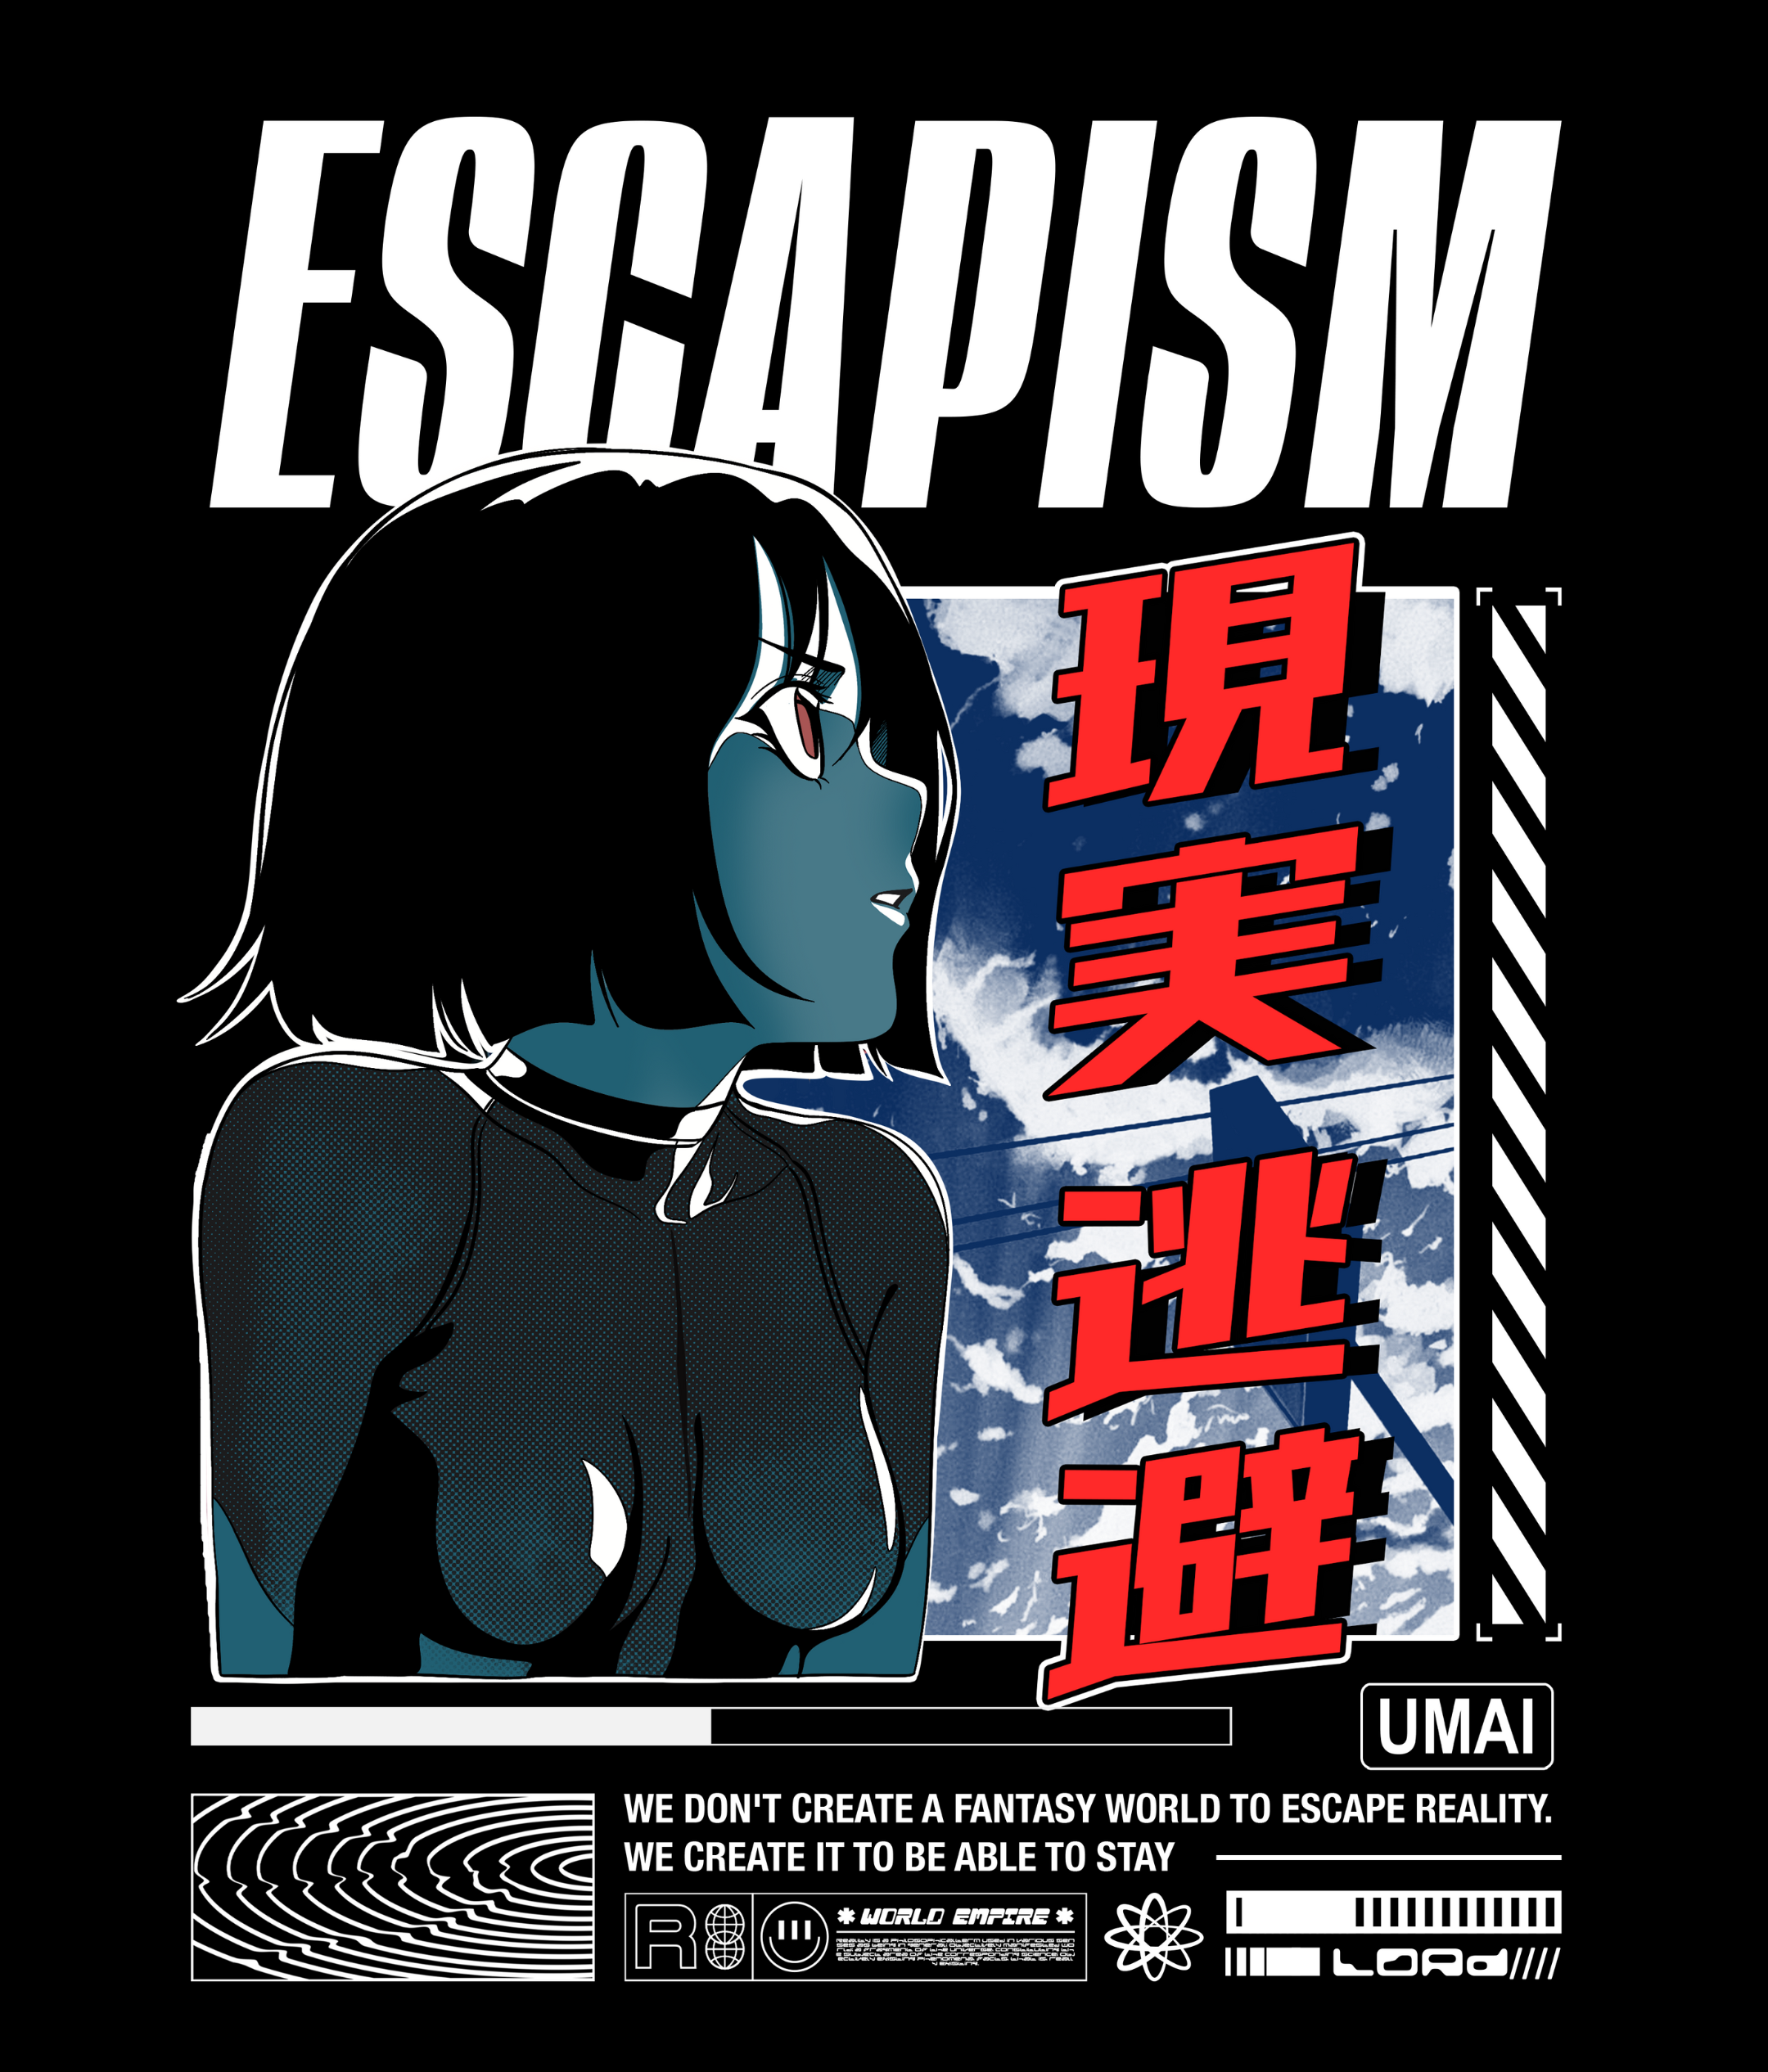 ESCAPISM
現実逃避
UMAI
WE DON'T CREATE A FANTASY WORLD TO ESCAPE REALITY.
WE CREATE IT TO BE ABLE TO STAY
R
* WORLD EMPIRE *
LOAd////